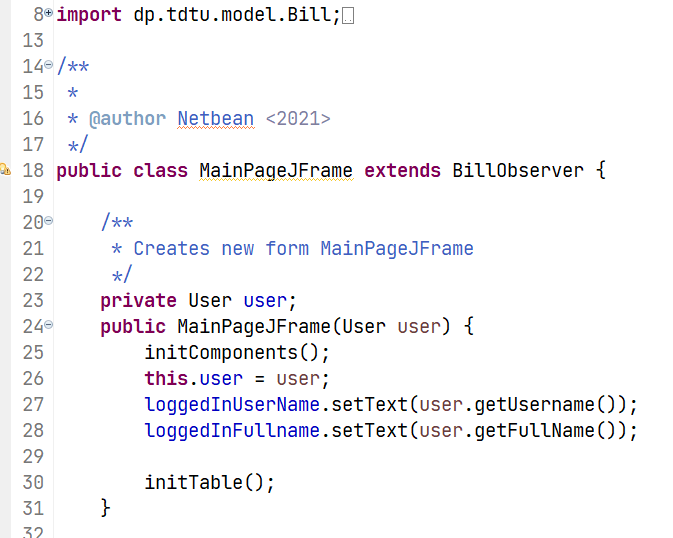 8 import dp.tdtu.model.Bill;
13
14 /**
15  *
16  * @author Netbean <2021>
17  */
18 public class MainPageJFrame extends BillObserver {
19
20     /**
21      * Creates new form MainPageJFrame
22      */
23     private User user;
24     public MainPageJFrame(User user) {
25         initComponents();
26         this.user = user;
27         loggedInUserName.setText(user.getUsername());
28         loggedInFullname.setText(user.getFullName());
29
30         initTable();
31     }
32